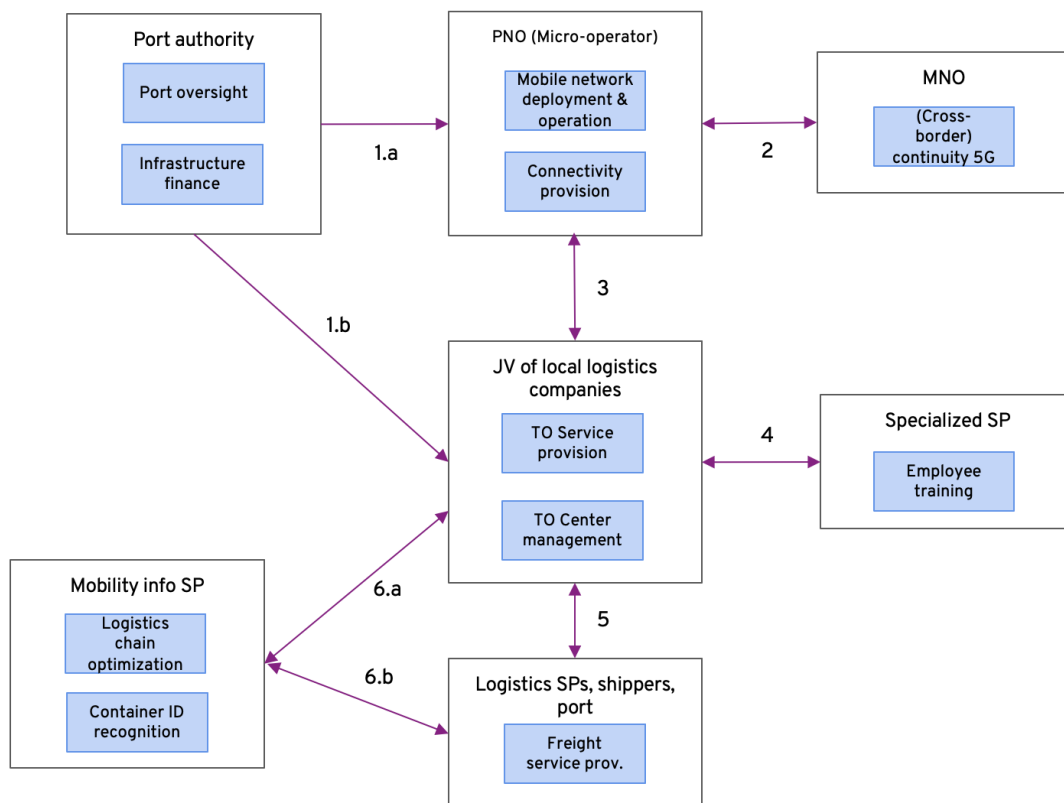 Port authority
Port oversight
Infrastructure
finance
1.a
PNO (Micro-operator)
Mobile network
deployment &
operation
Connectivity
provision
2
MNO
(Cross-
border)
continuity 5G
1.b
3
JV of local logistics
companies
TO Service
provision
TO Center
management
4
Specialized SP
Employee
training
Mobility info SP
Logistics
chain
optimization
Container ID
recognition
6.a
6.b
5
Logistics SPs, shippers,
port
Freight
service prov.